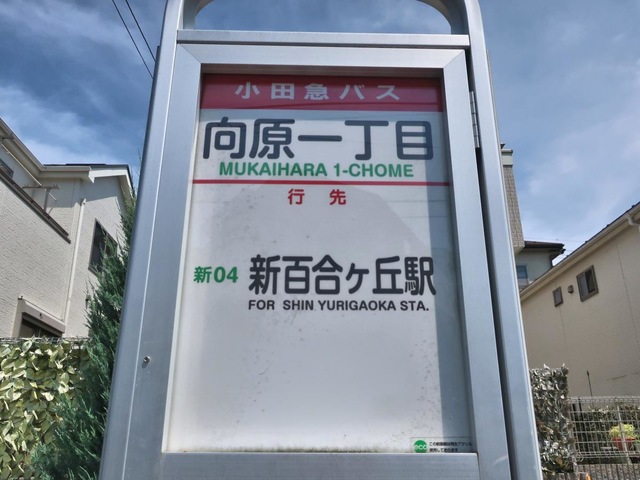 小田急バス
向原一丁目
MUKAIHARA 1-CHOME
行先
新04 新百合ヶ丘駅
FOR SHIN YURIGAOKA STA.
eco